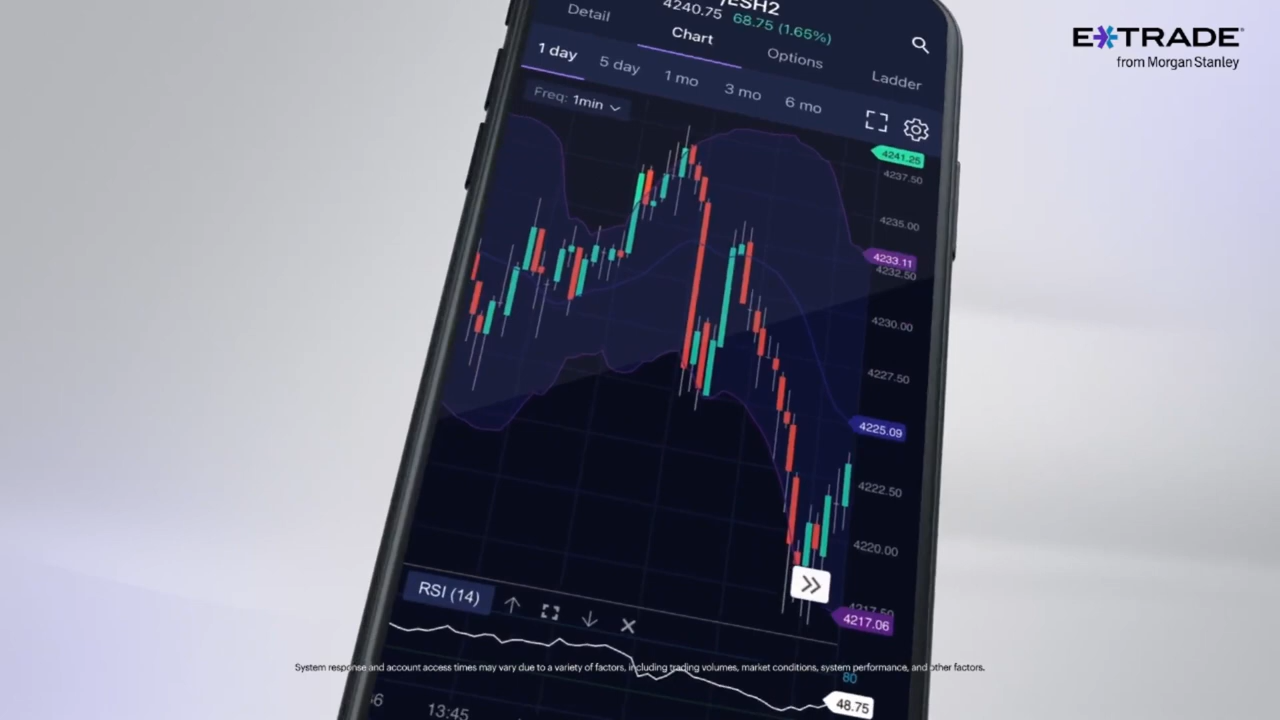 /ESH2
4240.75 68.75 (1.65%)
Detail
Chart
Options
Ladder
1 day
5 day
1 mo
3 mo
6 mo
Freq: 1min
4241.25
4237.50
4235.00
4233.11
4232.50
4230.00
4227.50
4225.09
4222.50
4220.00
4217.50
4217.06
RSI (14)
80
48.75
13:45
E*TRADE
from Morgan Stanley
System response and account access times may vary due to a variety of factors, including trading volumes, market conditions, system performance, and other factors.